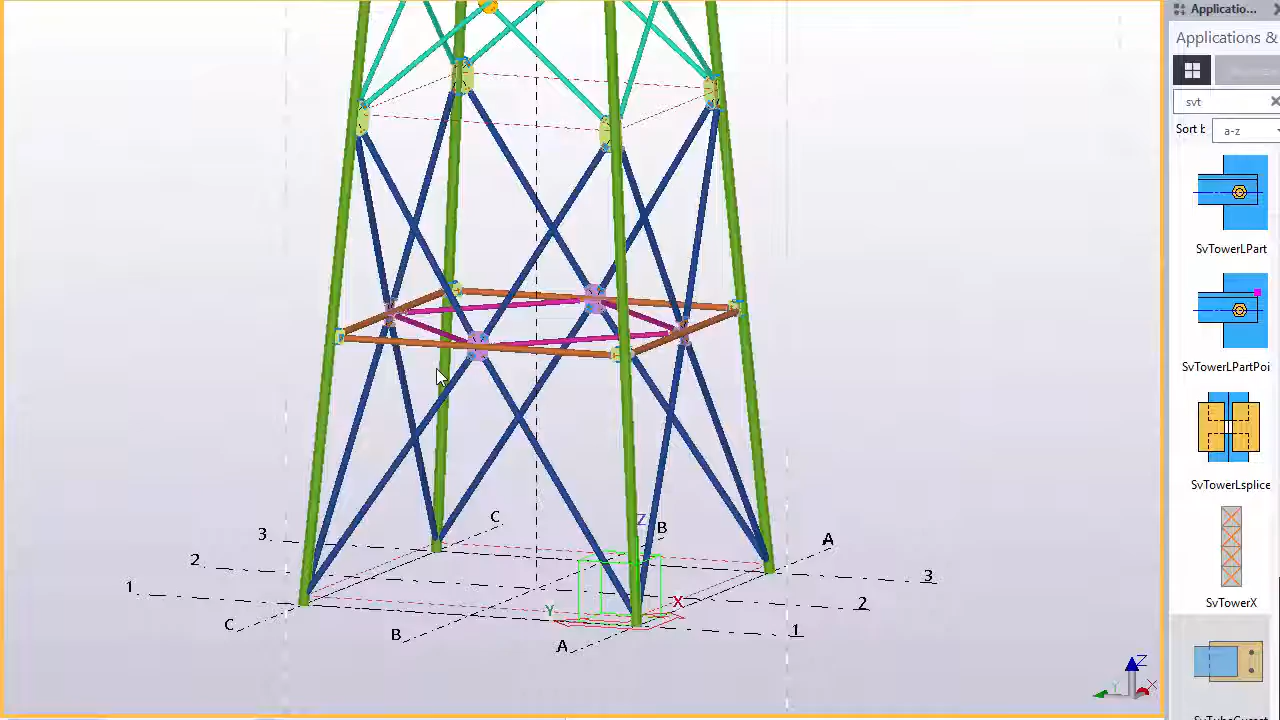 Applicatio...
Applications &
svt
Sort b
a-z
SvTowerLPart
SvTowerLPartPoi
SvTowerLsplice
SvTowerX
C
Z
B
3
A
2
3
1
2
Y
X
C
B
1
A
Z
Y
X